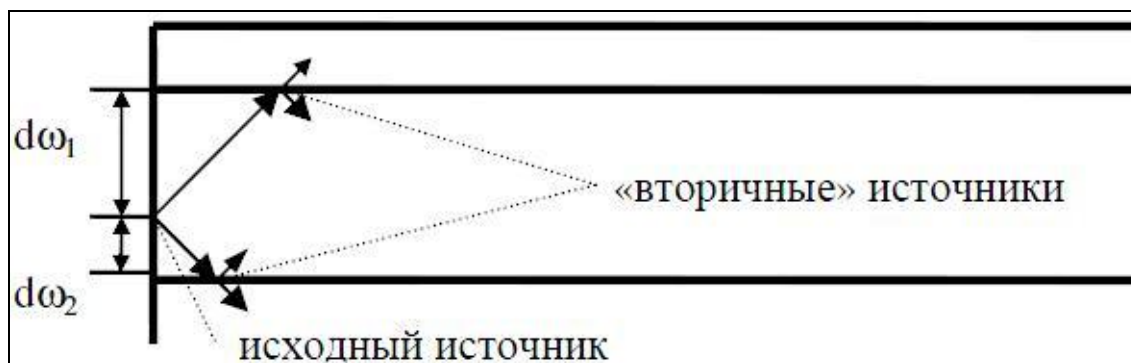 dω₁
«вторичные» источники
dω₂
исходный источник